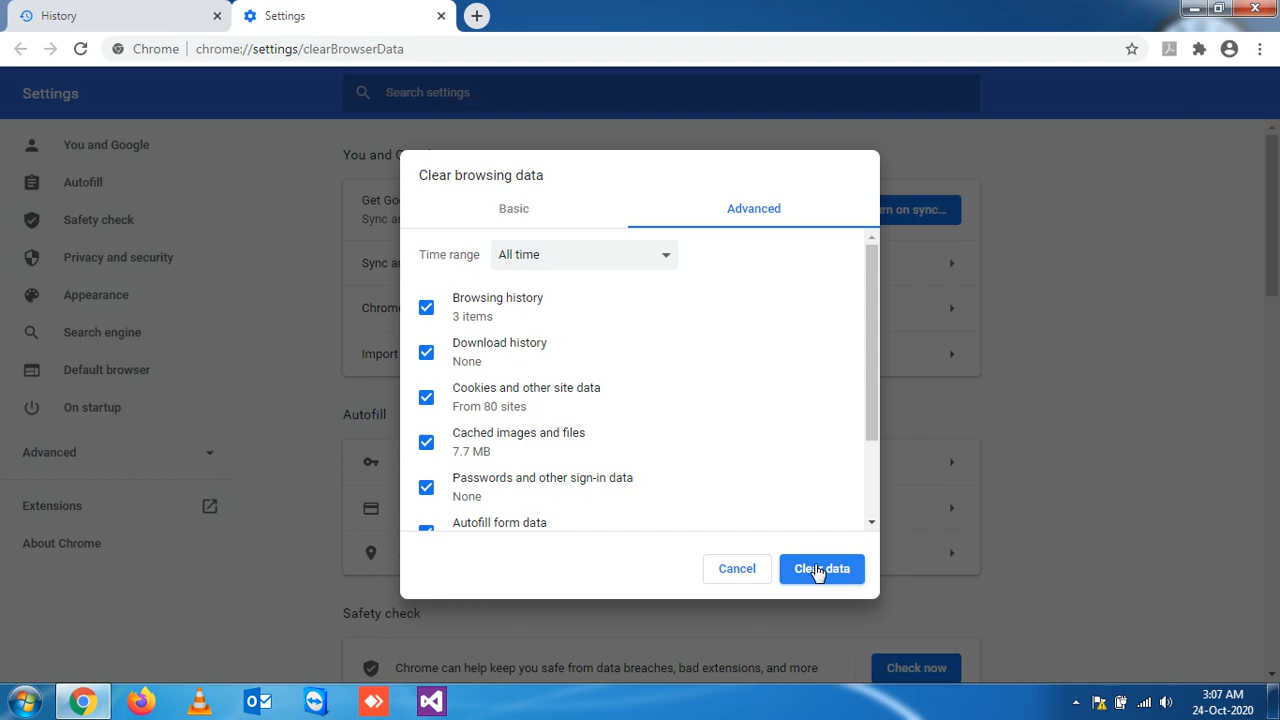 History
Settings
Chrome
chrome://settings/clearBrowserData
Settings
Search settings
You and Google
Autofill
Safety check
Privacy and security
Appearance
Search engine
Default browser
On startup
Advanced
Extensions
About Chrome
You and G
Get Go
Sync a
rn on sync...
Sync a
Chrom
Import
Autofill
Safety check
Chrome can help keep you safe from data breaches, bad extensions, and more
Check now
Clear browsing data
Basic
Advanced
Time range
All time
Browsing history
3 items
Download history
None
Cookies and other site data
From 80 sites
Cached images and files
7.7 MB
Passwords and other sign-in data
None
Autofill form data
Cancel
Clear data
3:07 AM
24-Oct-2020